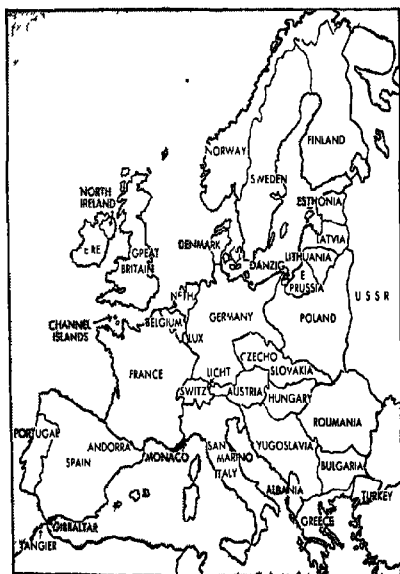 NORWAY
SWEDEN
FINLAND
NORTH
IRELAND
ESTHONIA
LATVIA
LITHUANIA
E
PRUSSIA
DENMARK
DANZIG
E RE
GREAT
BRITAIN
NETH
U S S R
POLAND
GERMANY
CHANNEL
ISLANDS
BELGIUM
LUX
CZECHO
SLOVAKIA
FRANCE
LICHT
SWITZ
AUSTRIA
HUNGARY
ROUMANIA
PORTUGAL
SPAIN
ANDORRA
MONACO
SAN
MARINO
ITALY
YUGOSLAVIA
BULGARIA
ALBANIA
TURKEY
GREECE
GIBRALTAR
TANGIER